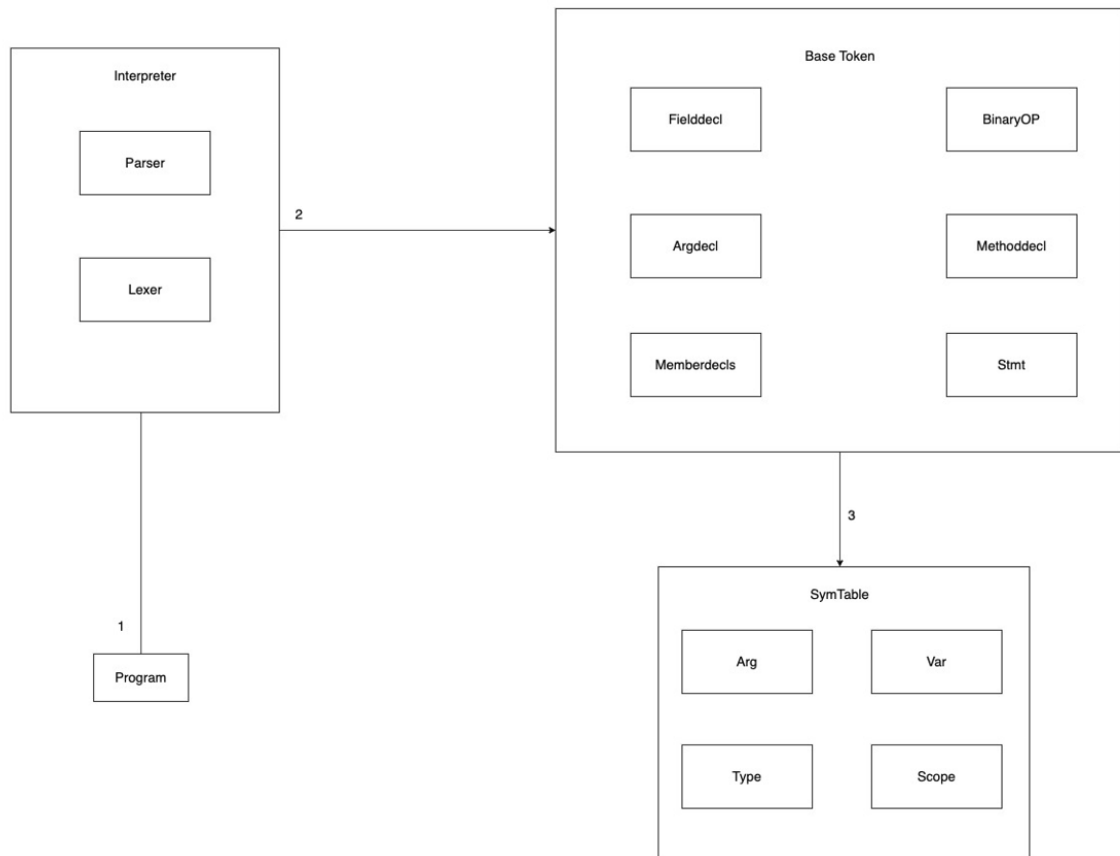 Interpreter
Parser
Lexer
2
Base Token
Fielddecl
BinaryOP
Argdecl
Methoddecl
Memberdecls
Stmt
3
SymTable
Arg
Var
Type
Scope
1
Program